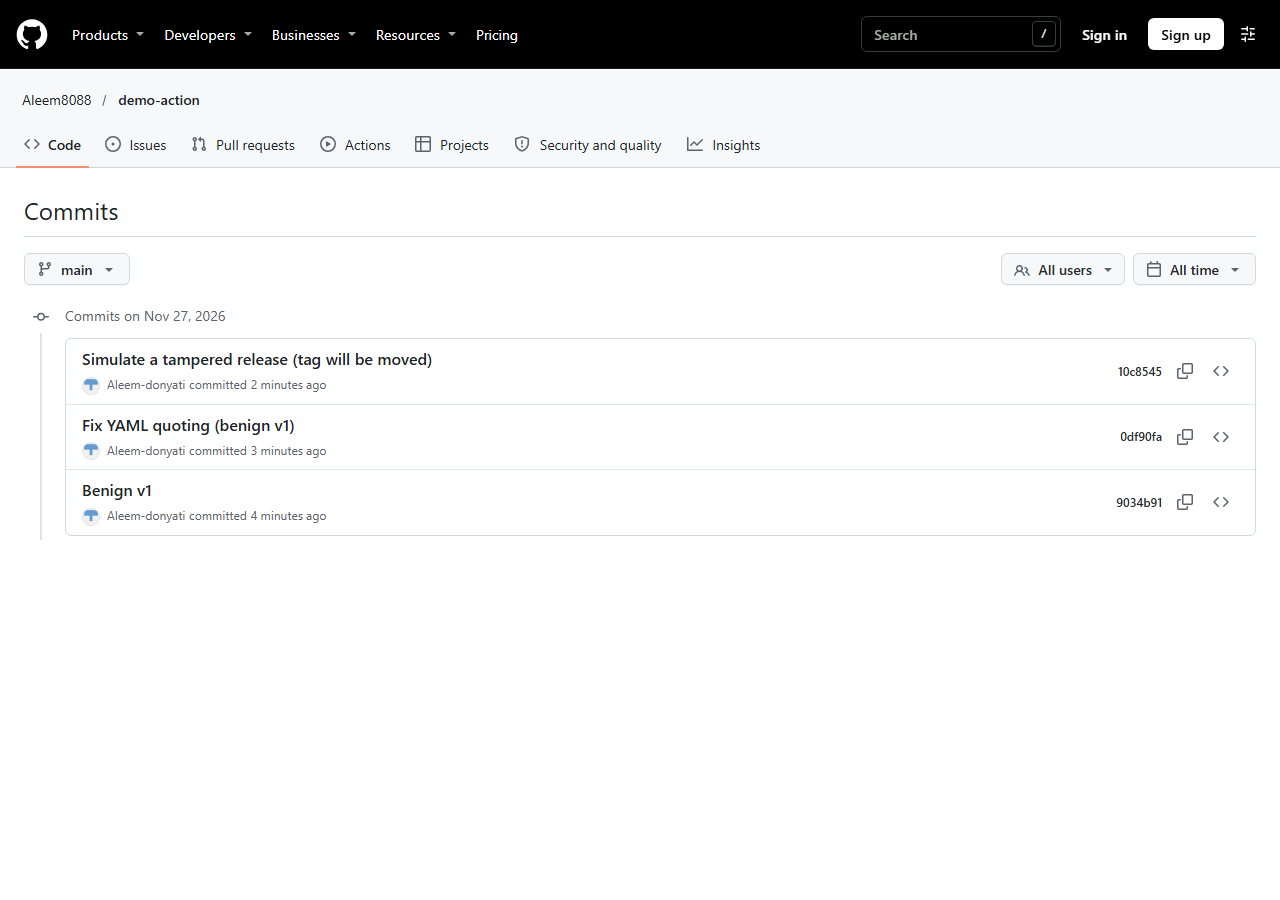 Products Developers Businesses Resources Pricing Search / Sign in Sign up
Aleem8088 / demo-action
Code Issues Pull requests Actions Projects Security and quality Insights
Commits
main All users All time
Commits on Nov 27, 2026
Simulate a tampered release (tag will be moved)
Aleem-donyati committed 2 minutes ago
10c8545
Fix YAML quoting (benign v1)
Aleem-donyati committed 3 minutes ago
0df90fa
Benign v1
Aleem-donyati committed 4 minutes ago
9034b91